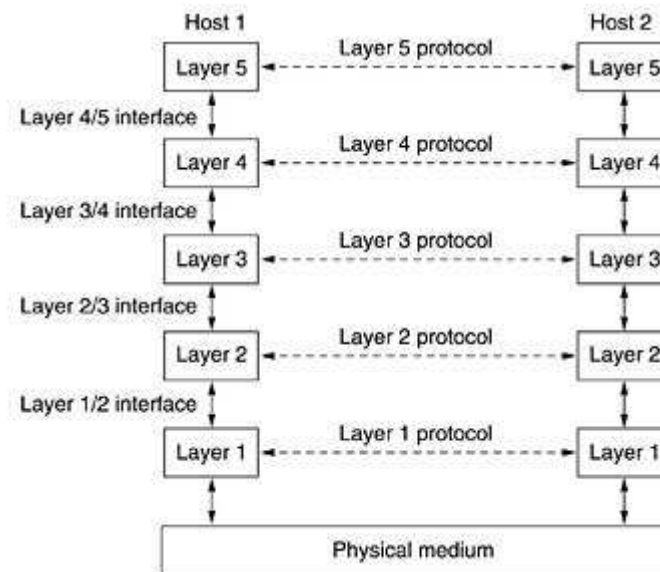 Host 1 Host 2
Layer 5 protocol
Layer 5 Layer 5
Layer 4/5 interface
Layer 4 protocol
Layer 4 Layer 4
Layer 3/4 interface
Layer 3 protocol
Layer 3 Layer 3
Layer 2/3 interface
Layer 2 protocol
Layer 2 Layer 2
Layer 1/2 interface
Layer 1 protocol
Layer 1 Layer 1
Physical medium